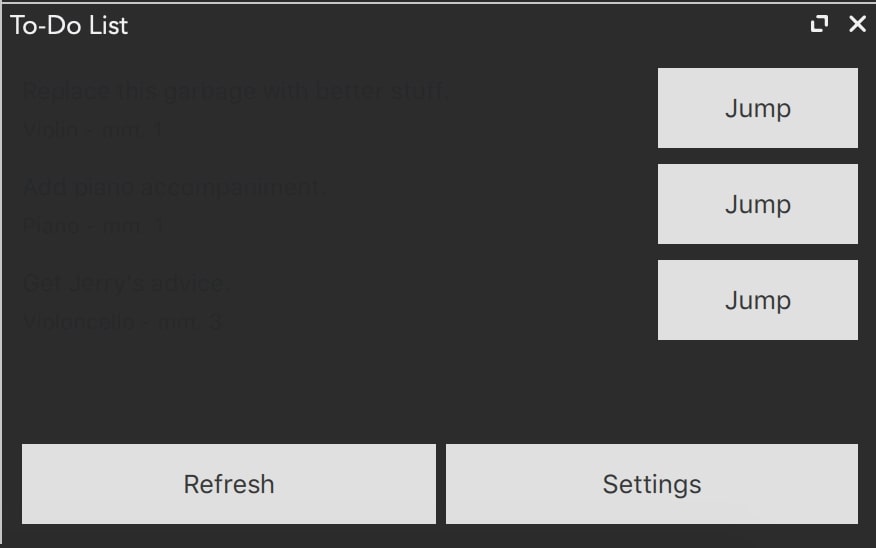 To-Do List
Replace this garbage with better stuff.
Violin - mm. 1
Jump
Add piano accompaniment.
Piano - mm. 1
Jump
Get Jerry's advice.
Violoncello - mm. 3
Jump
Refresh
Settings